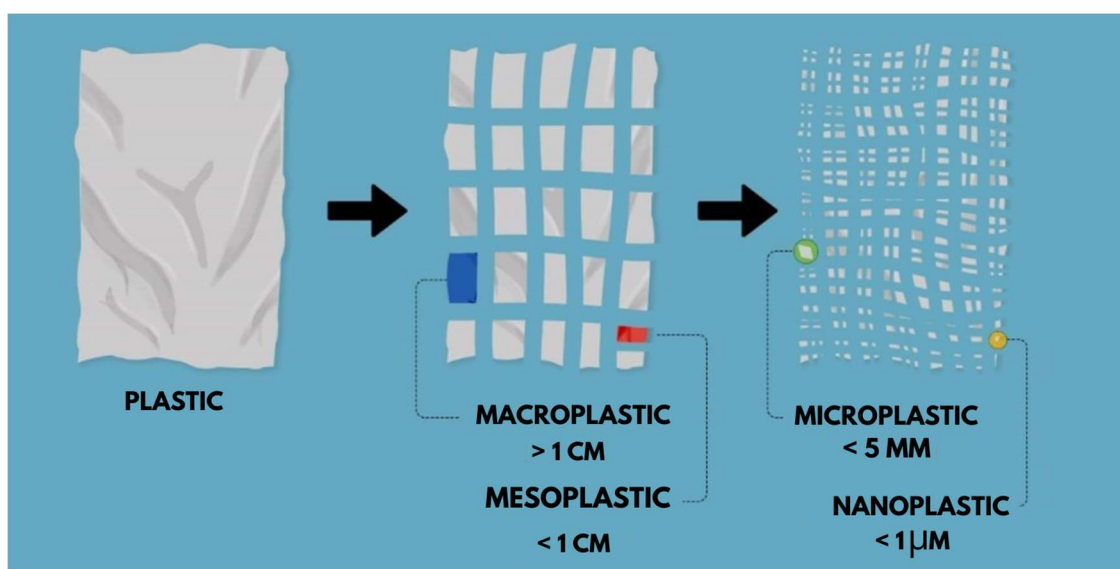 PLASTIC
MACROPLASTIC
> 1 CM
MESOPLASTIC
< 1 CM
MICROPLASTIC
< 5 MM
NANOPLASTIC
< 1µM